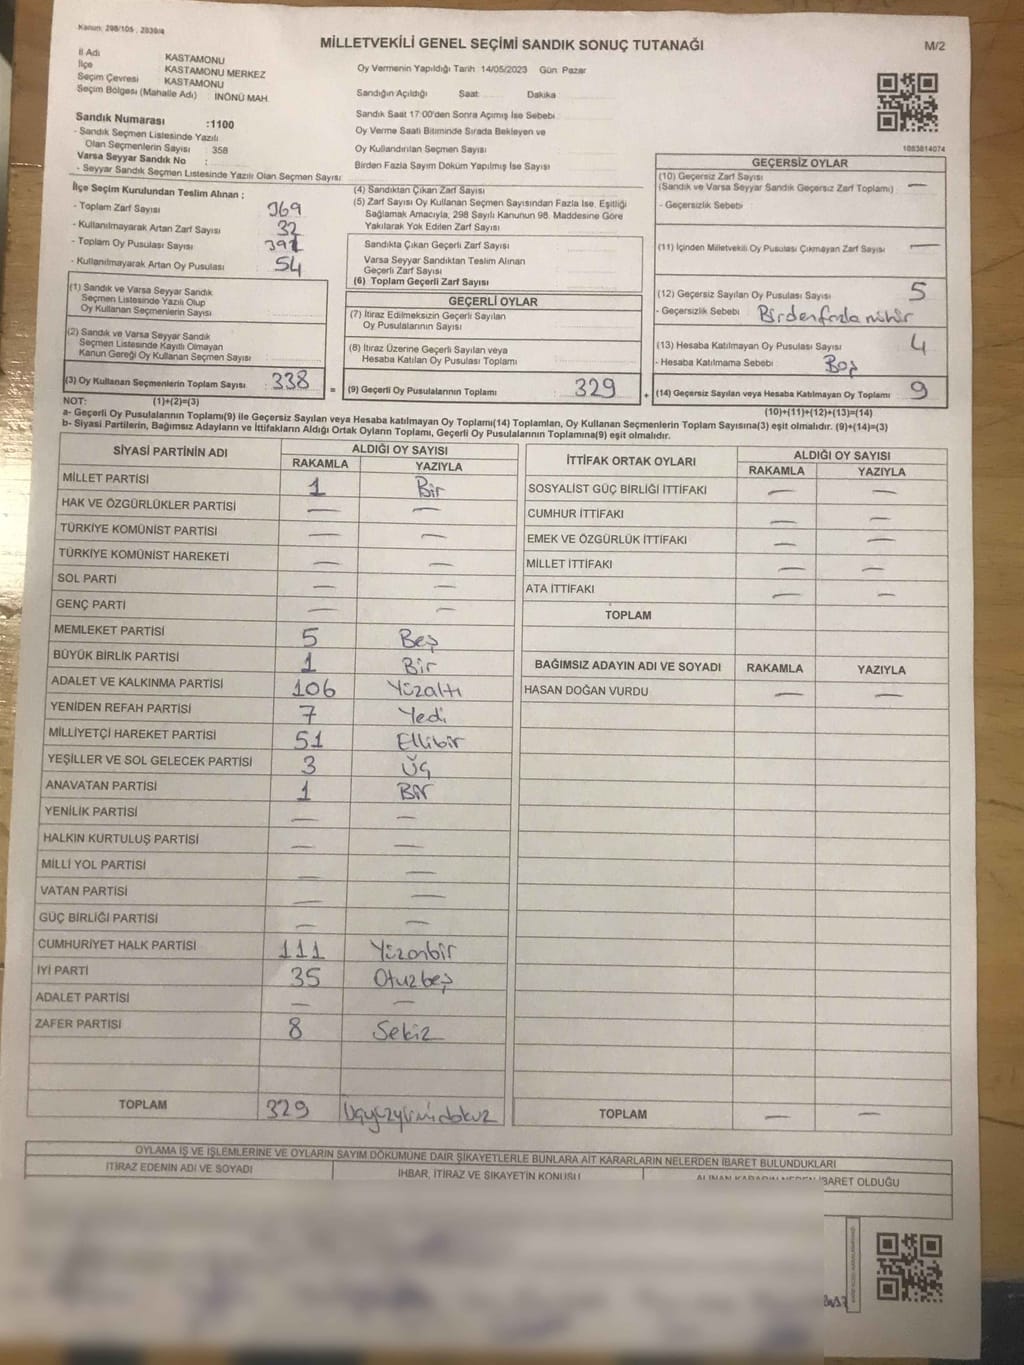 Kanun: 298/105 , 2839/4
MİLLETVEKİLİ GENEL SEÇİMİ SANDIK SONUÇ TUTANAĞI
M/2
İl Adı KASTAMONU
İlçe KASTAMONU MERKEZ
Seçim Çevresi KASTAMONU
Seçim Bölgesi (Mahalle Adı) : İNÖNÜ MAH.
Sandık Numarası :1100
- Sandık Seçmen Listesinde Yazılı
Olan Seçmenlerin Sayısı : 358
Varsa Seyyar Sandık No :
- Seyyar Sandık Seçmen Listesinde Yazılı Olan Seçmen Sayısı
İlçe Seçim Kurulundan Teslim Alınan :
- Toplam Zarf Sayısı 369
- Kullanılmayarak Artan Zarf Sayısı 32
- Toplam Oy Pusulası Sayısı
- Kullanılmayarak Artan Oy Pusulası 54
(1) Sandık ve Varsa Seyyar Sandık
Seçmen Listesinde Yazılı Olup
Oy Kullanan Seçmenlerin Sayısı :
(2) Sandık ve Varsa Seyyar Sandık
Seçmen Listesinde Kayıtlı Olmayan
Kanun Gereği Oy Kullanan Seçmen Sayısı :
(3) Oy Kullanan Seçmenlerin Toplam Sayısı : 338
NOT: (1)+(2)=(3)
Oy Vermenin Yapıldığı Tarih: 14/05/2023 Gün: Pazar
Sandığın Açıldığı Saat: Dakika
Sandık Saat 17:00'den Sonra Açımış İse Sebebi
Oy Verme Saati Bitiminde Sırada Bekleyen ve
Oy Kullandırılan Seçmen Sayısı
Birden Fazla Sayım Döküm Yapılmış İse Sayısı
(4) Sandıktan Çıkan Zarf Sayısı
(5) Zarf Sayısı Oy Kullanan Seçmen Sayısından Fazla İse, Eşitliği
Sağlamak Amacıyla, 298 Sayılı Kanunun 98. Maddesine Göre
Yakılarak Yok Edilen Zarf Sayısı
Sandıkta Çıkan Geçerli Zarf Sayısı
Varsa Seyyar Sandıktan Teslim Alınan
Geçerli Zarf Sayısı
(6) Toplam Geçerli Zarf Sayısı
GEÇERLİ OYLAR
(7) İtiraz Edilmeksizin Geçerli Sayılan
Oy Pusulalarının Sayısı
(8) İtiraz Üzerine Geçerli Sayılan veya
Hesaba Katılan Oy Pusulası Toplamı
= (9) Geçerli Oy Pusulalarının Toplamı : 329
1083814074
GEÇERSİZ OYLAR
(10) Geçersiz Zarf Sayısı
(Sandık ve Varsa Seyyar Sandık Geçersiz Zarf Toplamı) —
- Geçersizlik Sebebi
(11) İçinden Milletvekili Oy Pusulası Çıkmayan Zarf Sayısı —
(12) Geçersiz Sayılan Oy Pusulası Sayısı 5
- Geçersizlik Sebebi Birden fazla mühür
(13) Hesaba Katılmayan Oy Pusulası Sayısı 4
- Hesaba Katılmama Sebebi : Boş
+ (14) Geçersiz Sayılan veya Hesaba Katılmayan Oy Toplamı 9
(10)+(11)+(12)+(13)=(14)
a- Geçerli Oy Pusulalarının Toplamı(9) ile Geçersiz Sayılan veya Hesaba katılmayan Oy Toplamı(14) Toplamları, Oy Kullanan Seçmenlerin Toplam Sayısına(3) eşit olmalıdır. (9)+(14)=(3)
b- Siyasi Partilerin, Bağımsız Adayların ve İttifakların Aldığı Ortak Oyların Toplamı, Geçerli Oy Pusulalarının Toplamına(9) eşit olmalıdır.
SİYASİ PARTİNİN ADI ALDIĞI OY SAYISI
RAKAMLA YAZIYLA
MİLLET PARTİSİ 1 Bir
HAK VE ÖZGÜRLÜKLER PARTİSİ — —
TÜRKİYE KOMÜNİST PARTİSİ — —
TÜRKİYE KOMÜNİST HAREKETİ — —
SOL PARTİ — —
GENÇ PARTİ — —
MEMLEKET PARTİSİ 5 Beş
BÜYÜK BİRLİK PARTİSİ 1 Bir
ADALET VE KALKINMA PARTİSİ 106 Yüzaltı
YENİDEN REFAH PARTİSİ 7 Yedi
MİLLİYETÇİ HAREKET PARTİSİ 51 Ellibir
YEŞİLLER VE SOL GELECEK PARTİSİ 3 Üç
ANAVATAN PARTİSİ 1 Bir
YENİLİK PARTİSİ — —
HALKIN KURTULUŞ PARTİSİ — —
MİLLİ YOL PARTİSİ — —
VATAN PARTİSİ — —
GÜÇ BİRLİĞİ PARTİSİ — —
CUMHURİYET HALK PARTİSİ 111 Yüzonbir
İYİ PARTİ 35 Otuzbeş
ADALET PARTİSİ — —
ZAFER PARTİSİ 8 Sekiz
TOPLAM 329 Üçyüzyirmidokuz
İTTİFAK ORTAK OYLARI ALDIĞI OY SAYISI
RAKAMLA YAZIYLA
SOSYALİST GÜÇ BİRLİĞİ İTTİFAKI — —
CUMHUR İTTİFAKI — —
EMEK VE ÖZGÜRLÜK İTTİFAKI — —
MİLLET İTTİFAKI — —
ATA İTTİFAKI — —
TOPLAM
BAĞIMSIZ ADAYIN ADI VE SOYADI RAKAMLA YAZIYLA
HASAN DOĞAN VURDU — —
TOPLAM — —
OYLAMA İŞ VE İŞLEMLERİNE VE OYLARIN SAYIM DÖKÜMÜNE DAİR ŞİKAYETLERLE BUNLARA AİT KARARLARIN NELERDEN İBARET BULUNDUKLARI
İTİRAZ EDENİN ADI VE SOYADI İHBAR, İTİRAZ VE ŞİKAYETİN KONUSU ALINAN KARARIN NEDEN İBARET OLDUĞU